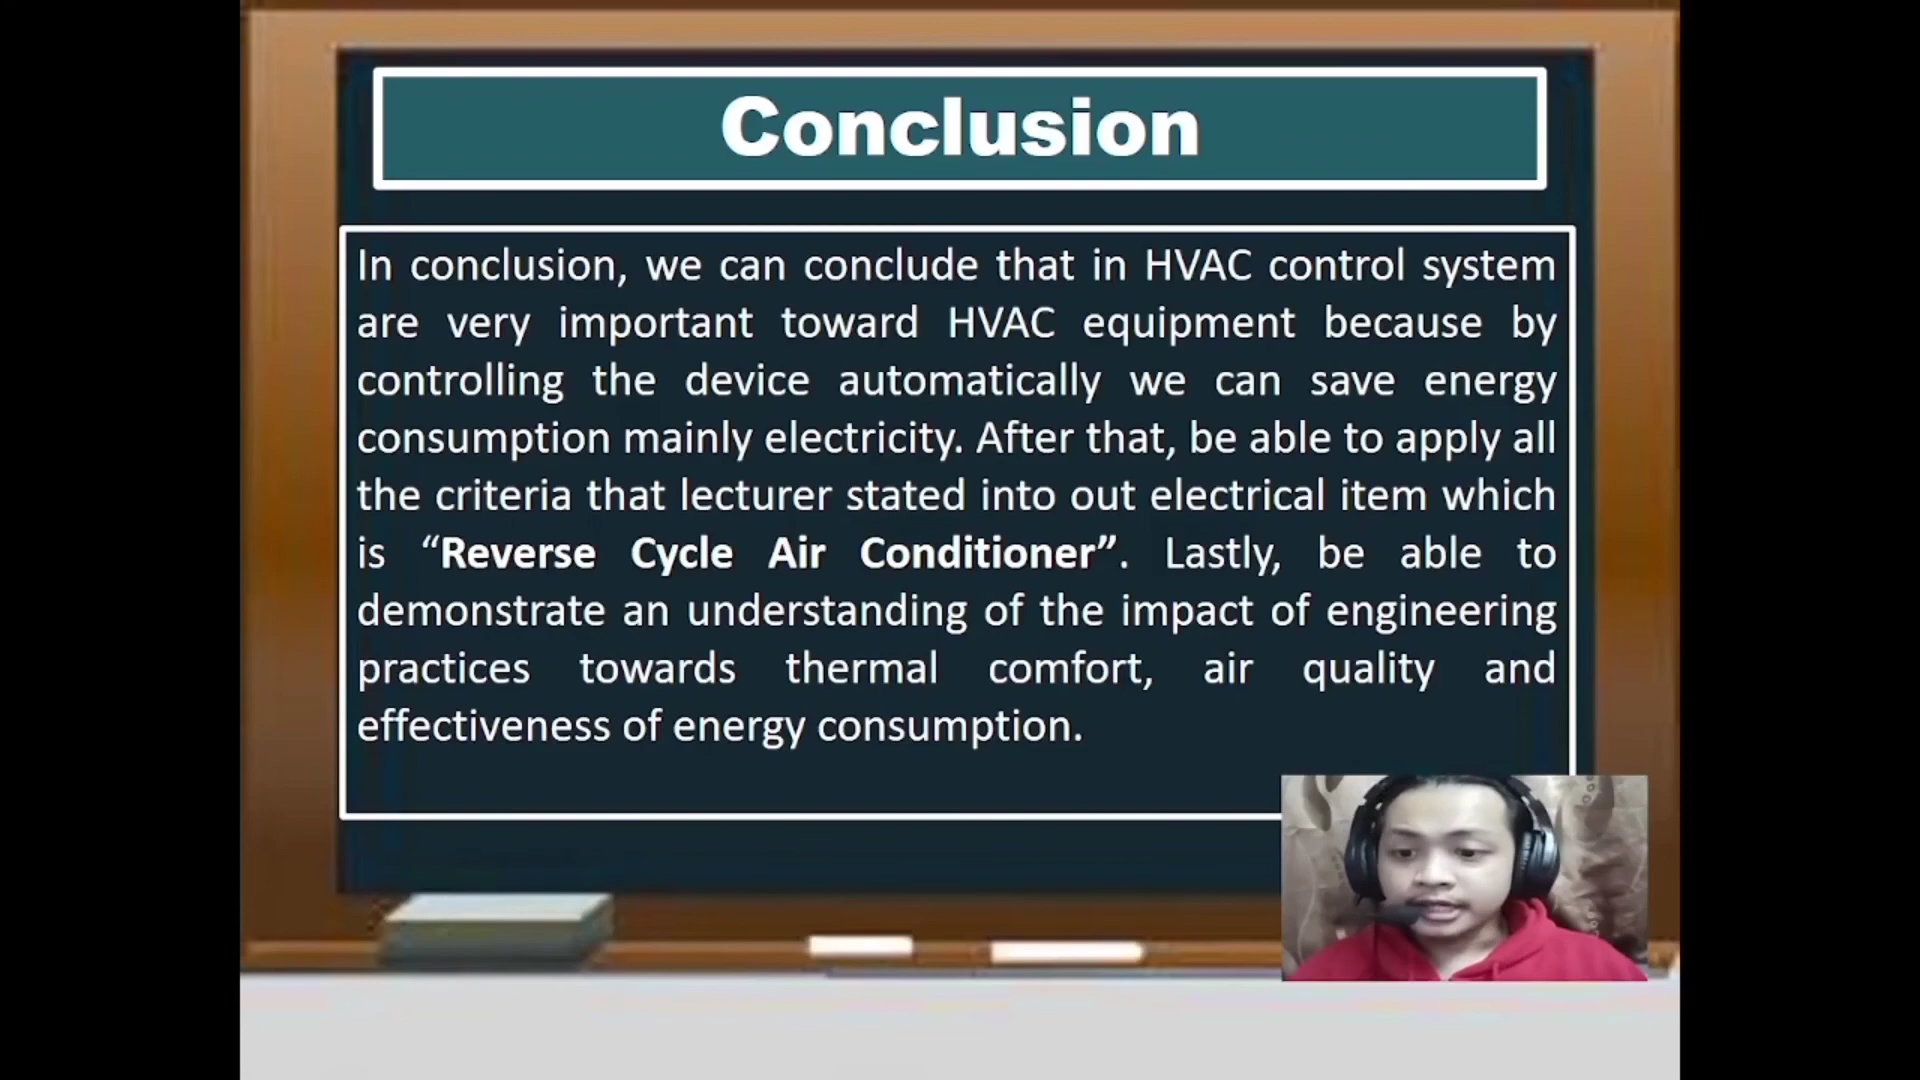 Conclusion
In conclusion, we can conclude that in HVAC control system
are very important toward HVAC equipment because by
controlling the device automatically we can save energy
consumption mainly electricity. After that, be able to apply all
the criteria that lecturer stated into out electrical item which
is “Reverse Cycle Air Conditioner”. Lastly, be able to
demonstrate an understanding of the impact of engineering
practices towards thermal comfort, air quality and
effectiveness of energy consumption.